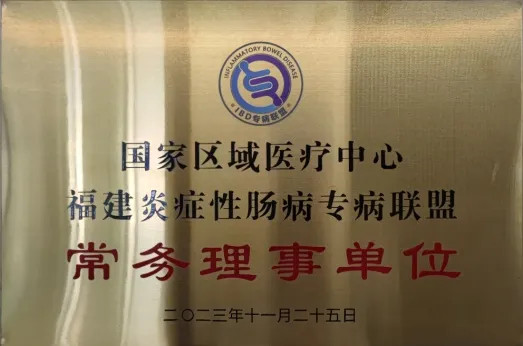 INFLAMMATORY BOWEL DISEASE
IBD专病联盟
国家区域医疗中心
福建炎症性肠病专病联盟
常务理事单位
二〇二三年十一月二十五日